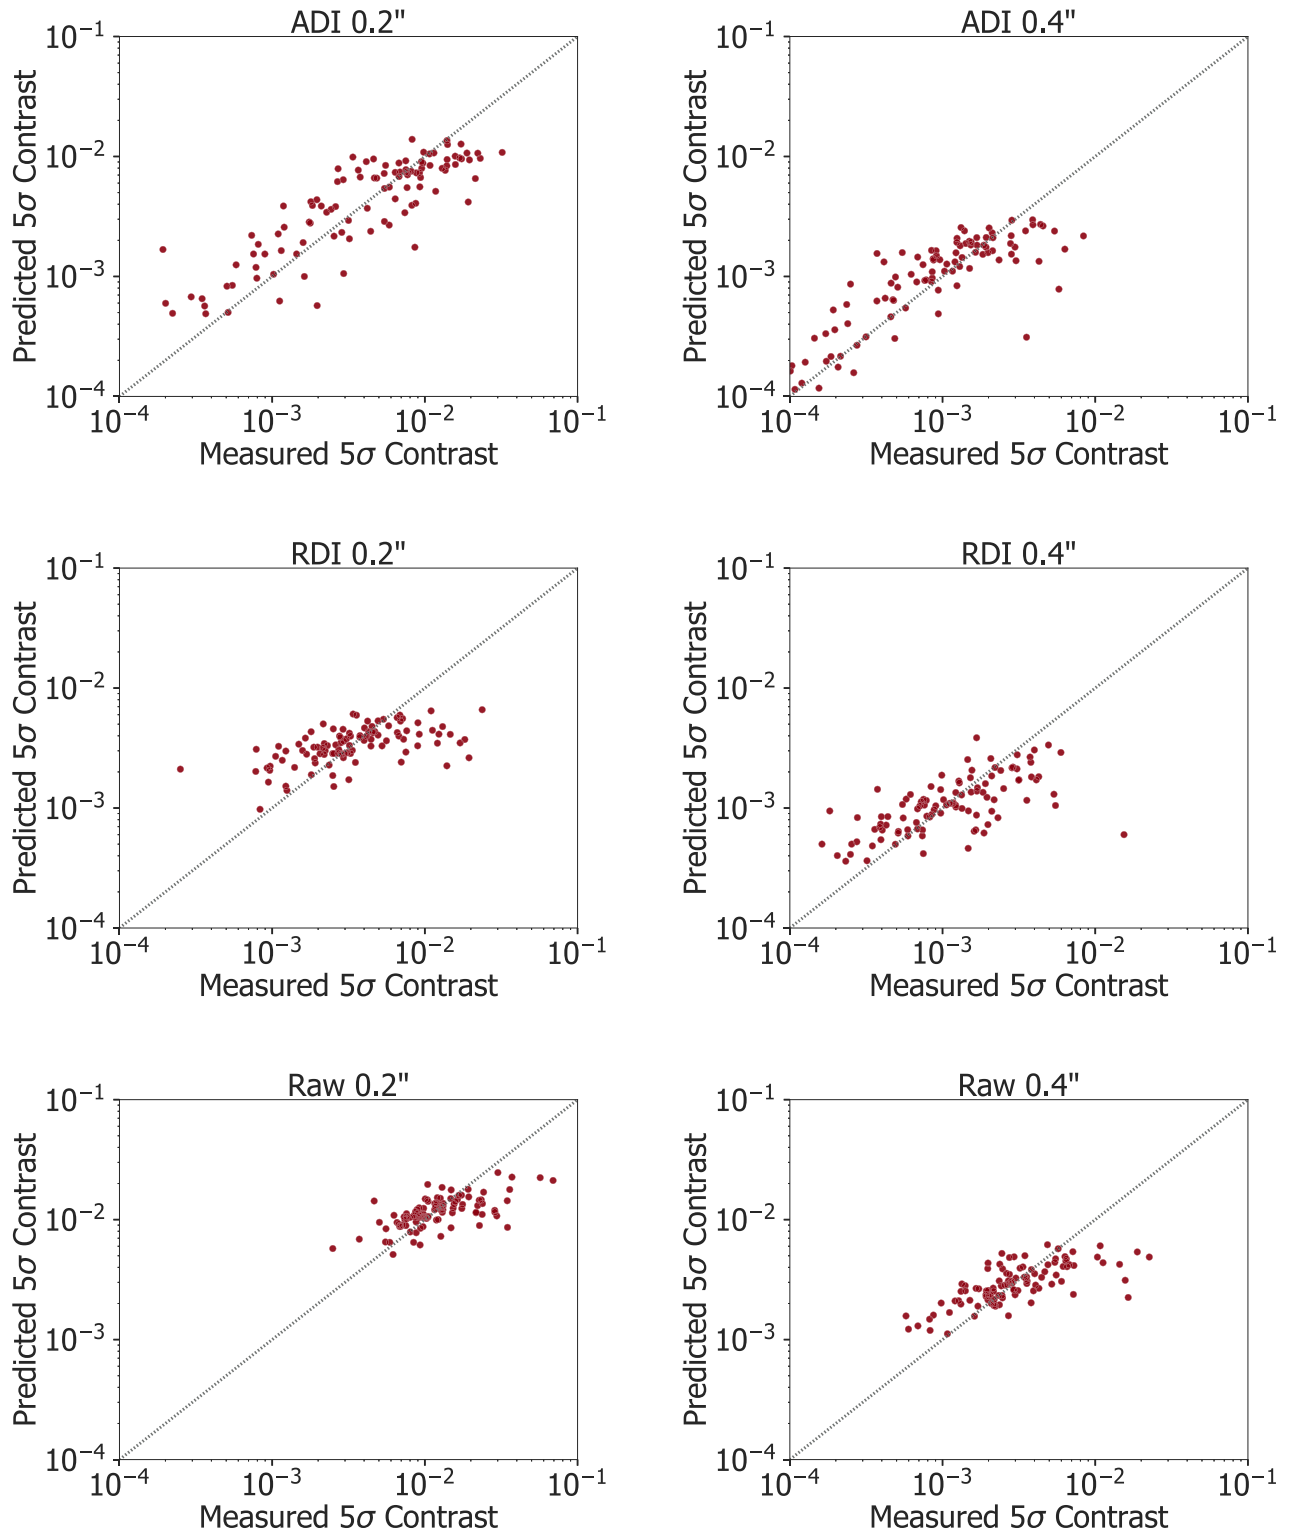 ADI 0.2"
Predicted 5σ Contrast
10⁻¹
10⁻²
10⁻³
10⁻⁴
10⁻⁴ 10⁻³ 10⁻² 10⁻¹
Measured 5σ Contrast
ADI 0.4"
Predicted 5σ Contrast
10⁻¹
10⁻²
10⁻³
10⁻⁴
10⁻⁴ 10⁻³ 10⁻² 10⁻¹
Measured 5σ Contrast
RDI 0.2"
Predicted 5σ Contrast
10⁻¹
10⁻²
10⁻³
10⁻⁴
10⁻⁴ 10⁻³ 10⁻² 10⁻¹
Measured 5σ Contrast
RDI 0.4"
Predicted 5σ Contrast
10⁻¹
10⁻²
10⁻³
10⁻⁴
10⁻⁴ 10⁻³ 10⁻² 10⁻¹
Measured 5σ Contrast
Raw 0.2"
Predicted 5σ Contrast
10⁻¹
10⁻²
10⁻³
10⁻⁴
10⁻⁴ 10⁻³ 10⁻² 10⁻¹
Measured 5σ Contrast
Raw 0.4"
Predicted 5σ Contrast
10⁻¹
10⁻²
10⁻³
10⁻⁴
10⁻⁴ 10⁻³ 10⁻² 10⁻¹
Measured 5σ Contrast